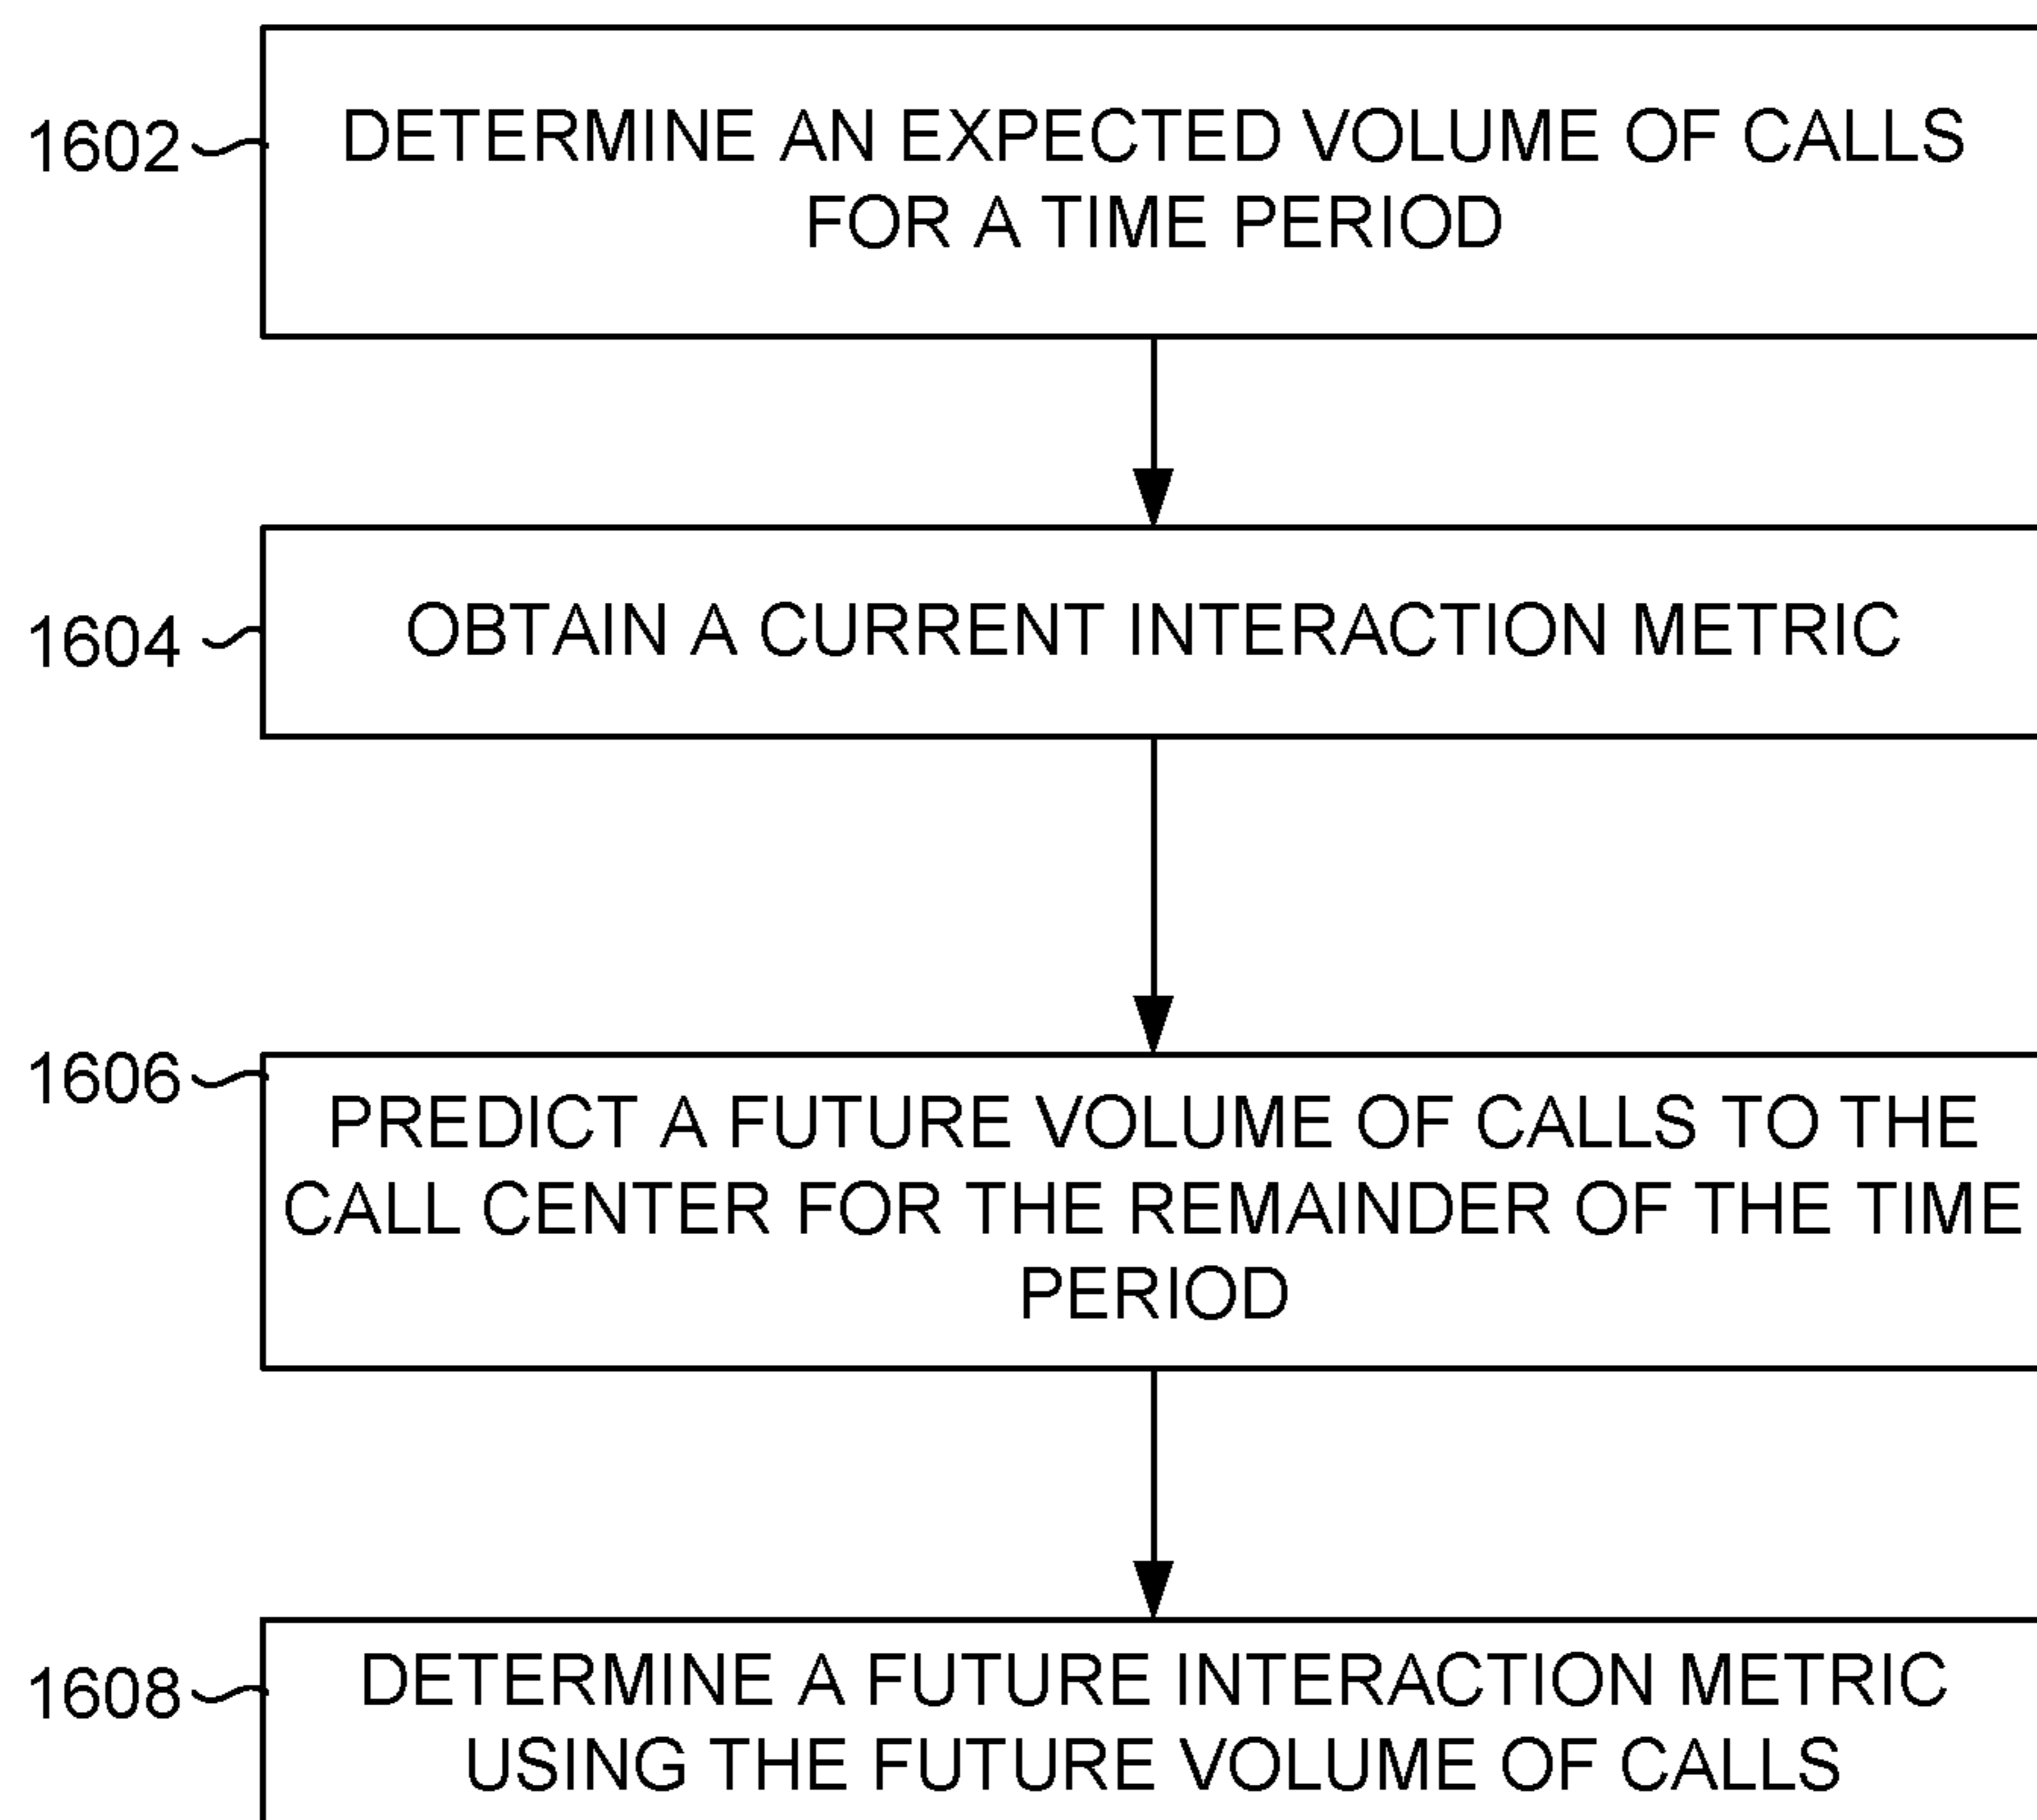 1602
DETERMINE AN EXPECTED VOLUME OF CALLS
FOR A TIME PERIOD
1604
OBTAIN A CURRENT INTERACTION METRIC
1606
PREDICT A FUTURE VOLUME OF CALLS TO THE
CALL CENTER FOR THE REMAINDER OF THE TIME
PERIOD
1608
DETERMINE A FUTURE INTERACTION METRIC
USING THE FUTURE VOLUME OF CALLS